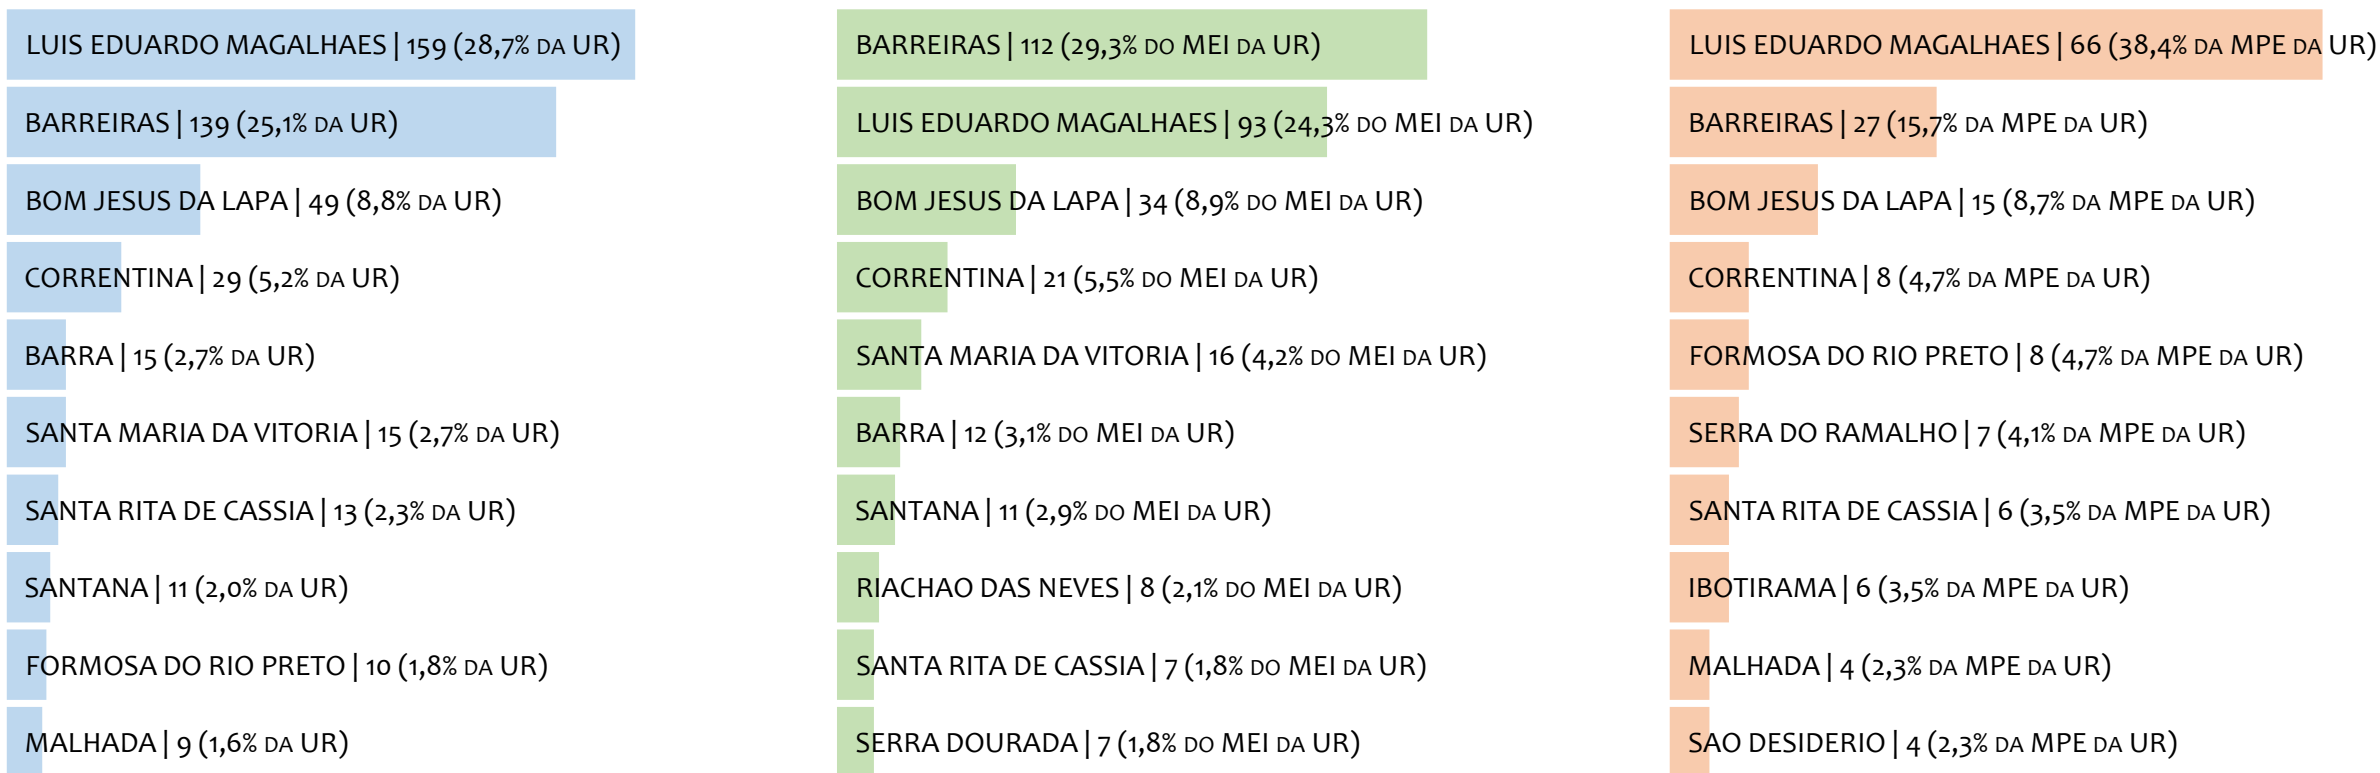 LUIS EDUARDO MAGALHAES | 159 (28,7% DA UR)
BARREIRAS | 139 (25,1% DA UR)
BOM JESUS DA LAPA | 49 (8,8% DA UR)
CORRENTINA | 29 (5,2% DA UR)
BARRA | 15 (2,7% DA UR)
SANTA MARIA DA VITORIA | 15 (2,7% DA UR)
SANTA RITA DE CASSIA | 13 (2,3% DA UR)
SANTANA | 11 (2,0% DA UR)
FORMOSA DO RIO PRETO | 10 (1,8% DA UR)
MALHADA | 9 (1,6% DA UR)
BARREIRAS | 112 (29,3% DO MEI DA UR)
LUIS EDUARDO MAGALHAES | 93 (24,3% DO MEI DA UR)
BOM JESUS DA LAPA | 34 (8,9% DO MEI DA UR)
CORRENTINA | 21 (5,5% DO MEI DA UR)
SANTA MARIA DA VITORIA | 16 (4,2% DO MEI DA UR)
BARRA | 12 (3,1% DO MEI DA UR)
SANTANA | 11 (2,9% DO MEI DA UR)
RIACHAO DAS NEVES | 8 (2,1% DO MEI DA UR)
SANTA RITA DE CASSIA | 7 (1,8% DO MEI DA UR)
SERRA DOURADA | 7 (1,8% DO MEI DA UR)
LUIS EDUARDO MAGALHAES | 66 (38,4% DA MPE DA UR)
BARREIRAS | 27 (15,7% DA MPE DA UR)
BOM JESUS DA LAPA | 15 (8,7% DA MPE DA UR)
CORRENTINA | 8 (4,7% DA MPE DA UR)
FORMOSA DO RIO PRETO | 8 (4,7% DA MPE DA UR)
SERRA DO RAMALHO | 7 (4,1% DA MPE DA UR)
SANTA RITA DE CASSIA | 6 (3,5% DA MPE DA UR)
IBOTIRAMA | 6 (3,5% DA MPE DA UR)
MALHADA | 4 (2,3% DA MPE DA UR)
SAO DESIDERIO | 4 (2,3% DA MPE DA UR)